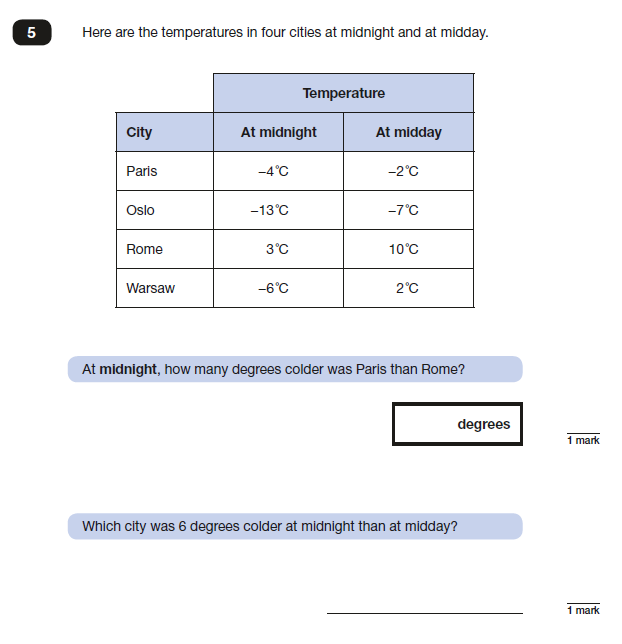 5 Here are the temperatures in four cities at midnight and at midday.
Temperature
City At midnight At midday
Paris –4°C –2°C
Oslo –13°C –7°C
Rome 3°C 10°C
Warsaw –6°C 2°C
At midnight, how many degrees colder was Paris than Rome?
degrees
1 mark
Which city was 6 degrees colder at midnight than at midday?
1 mark